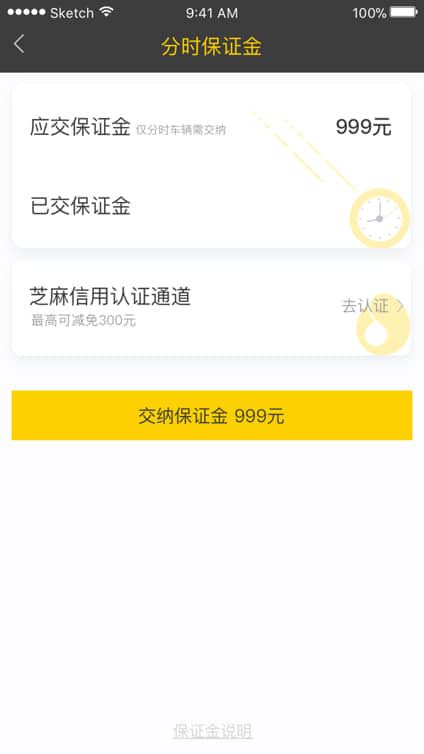 Sketch 9:41 AM 100%
分时保证金
应交保证金 仅分时车辆需交纳 999元
已交保证金
芝麻信用认证通道
最高可减免300元
去认证
交纳保证金 999元
保证金说明